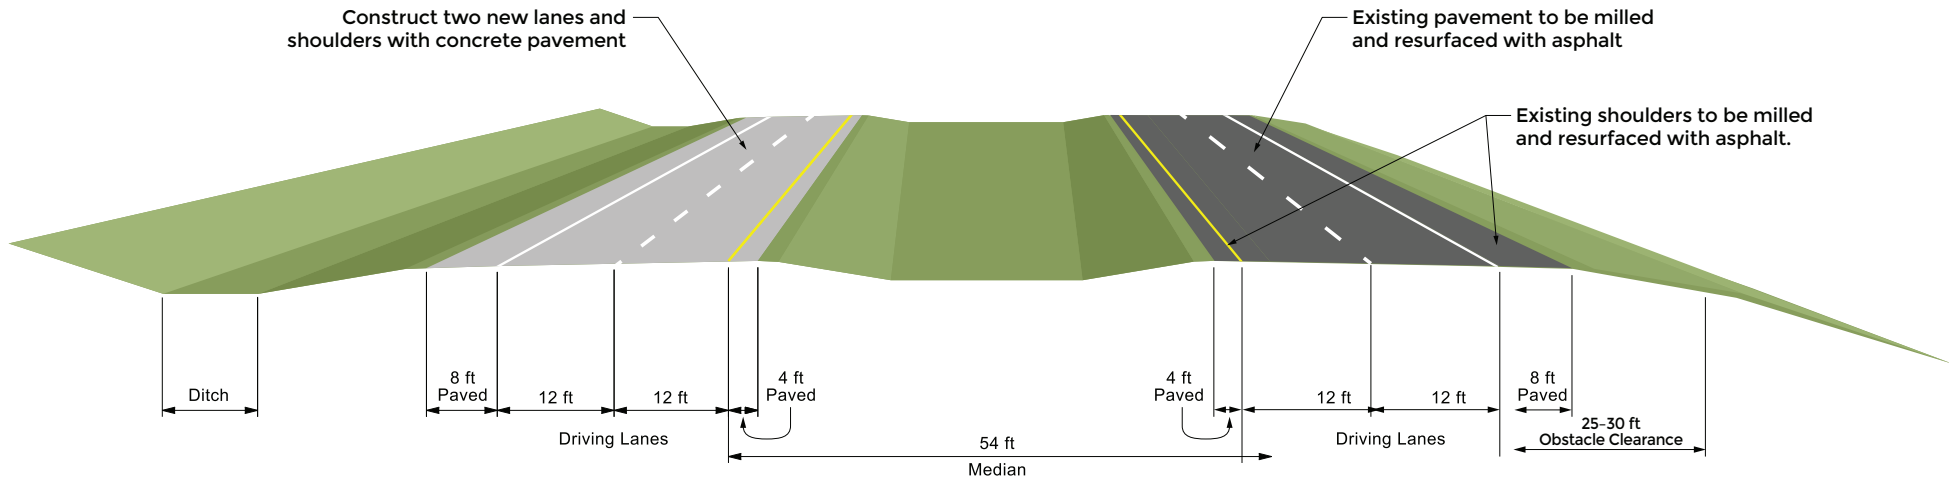 Construct two new lanes and
shoulders with concrete pavement
Existing pavement to be milled
and resurfaced with asphalt
Existing shoulders to be milled
and resurfaced with asphalt.
Ditch
8 ft
Paved
12 ft
12 ft
4 ft
Paved
Driving Lanes
54 ft
Median
4 ft
Paved
12 ft
12 ft
8 ft
Paved
Driving Lanes
25–30 ft
Obstacle Clearance